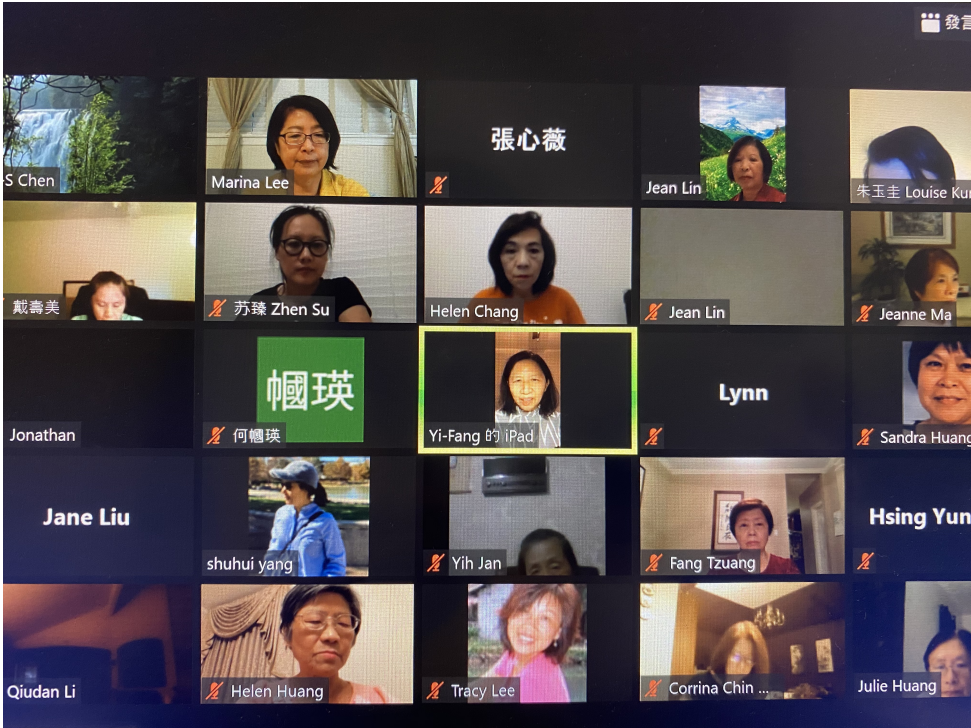 發言
-S Chen
Marina Lee
張心薇
Jean Lin
朱玉圭 Louise Kur
戴壽美
苏臻 Zhen Su
Helen Chang
Jean Lin
Jeanne Ma
Jonathan
幗瑛
何幗瑛
Yi-Fang 的 iPad
Lynn
Sandra Huang
Jane Liu
shuhui yang
Yih Jan
Fang Tzuang
Hsing Yun
Qiudan Li
Helen Huang
Tracy Lee
Corrina Chin ...
Julie Huang